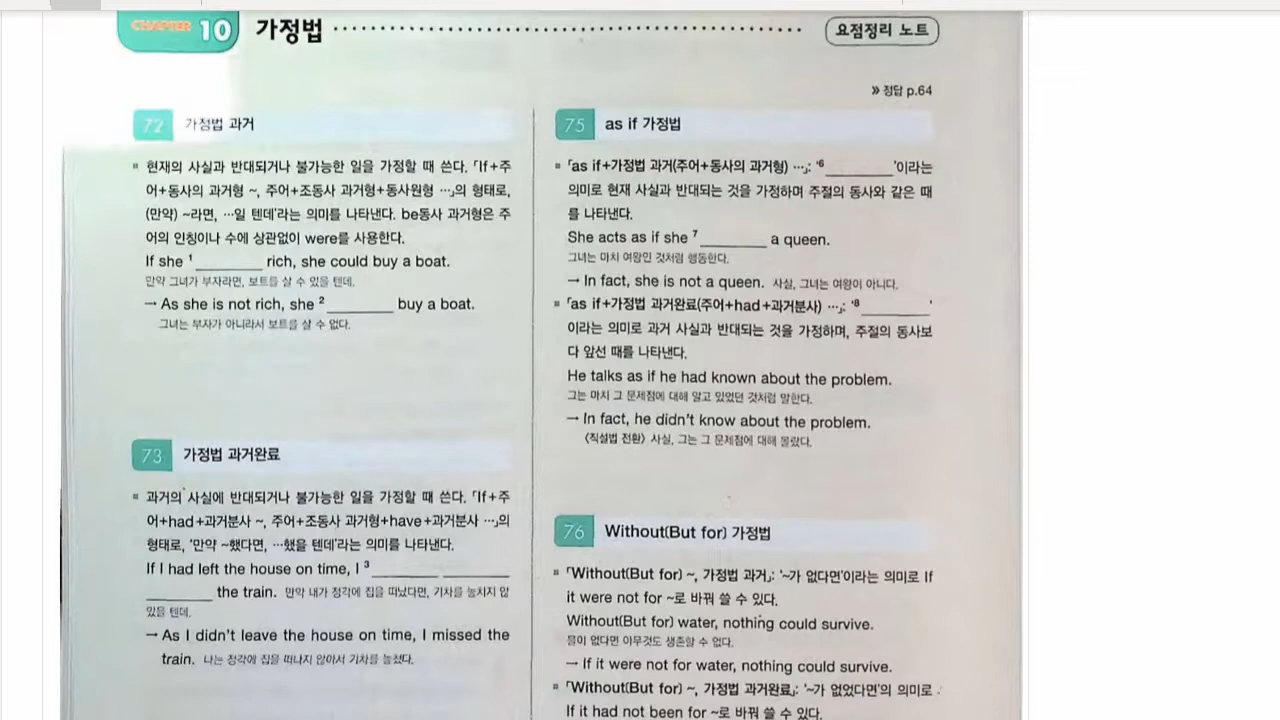 CHAPTER 10 가정법
요점정리 노트
» 정답 p.64
72 가정법 과거
현재의 사실과 반대되거나 불가능한 일을 가정할 때 쓴다. 「If+주
어+동사의 과거형 ~, 주어+조동사 과거형+동사원형 …」의 형태로,
(만약) ~라면, …일 텐데'라는 의미를 나타낸다. be동사 과거형은 주
어의 인칭이나 수에 상관없이 were를 사용한다.
If she 1 ________ rich, she could buy a boat.
만약 그녀가 부자라면, 보트를 살 수 있을 텐데.
→ As she is not rich, she 2 ________ buy a boat.
그녀는 부자가 아니라서 보트를 살 수 없다.
73 가정법 과거완료
과거의 사실에 반대되거나 불가능한 일을 가정할 때 쓴다. 「If+주
어+had+과거분사 ~, 주어+조동사 과거형+have+과거분사 …」의
형태로, '만약 ~했다면, …했을 텐데'라는 의미를 나타낸다.
If I had left the house on time, I 3 ________ ________
________ the train. 만약 내가 정각에 집을 떠났다면, 기차를 놓치지 않
았을 텐데.
→ As I didn't leave the house on time, I missed the
train. 나는 정각에 집을 떠나지 않아서 기차를 놓쳤다.
75 as if 가정법
「as if+가정법 과거(주어+동사의 과거형) …」: '6 ________'이라는
의미로 현재 사실과 반대되는 것을 가정하며 주절의 동사와 같은 때
를 나타낸다.
She acts as if she 7 ________ a queen.
그녀는 마치 여왕인 것처럼 행동한다.
→ In fact, she is not a queen. 사실, 그녀는 여왕이 아니다.
「as if+가정법 과거완료(주어+had+과거분사) …」: '8 ________'
이라는 의미로 과거 사실과 반대되는 것을 가정하며, 주절의 동사보
다 앞선 때를 나타낸다.
He talks as if he had known about the problem.
그는 마치 그 문제점에 대해 알고 있었던 것처럼 말한다.
→ In fact, he didn't know about the problem.
〈직설법 전환〉 사실, 그는 그 문제점에 대해 몰랐다.
76 Without(But for) 가정법
「Without(But for) ~, 가정법 과거」: '~가 없다면'이라는 의미로 If
it were not for ~로 바꿔 쓸 수 있다.
Without(But for) water, nothing could survive.
물이 없다면 아무것도 생존할 수 없다.
→ If it were not for water, nothing could survive.
「Without(But for) ~, 가정법 과거완료」: '~가 없었다면'의 의미로
If it had not been for ~로 바꿔 쓸 수 있다.